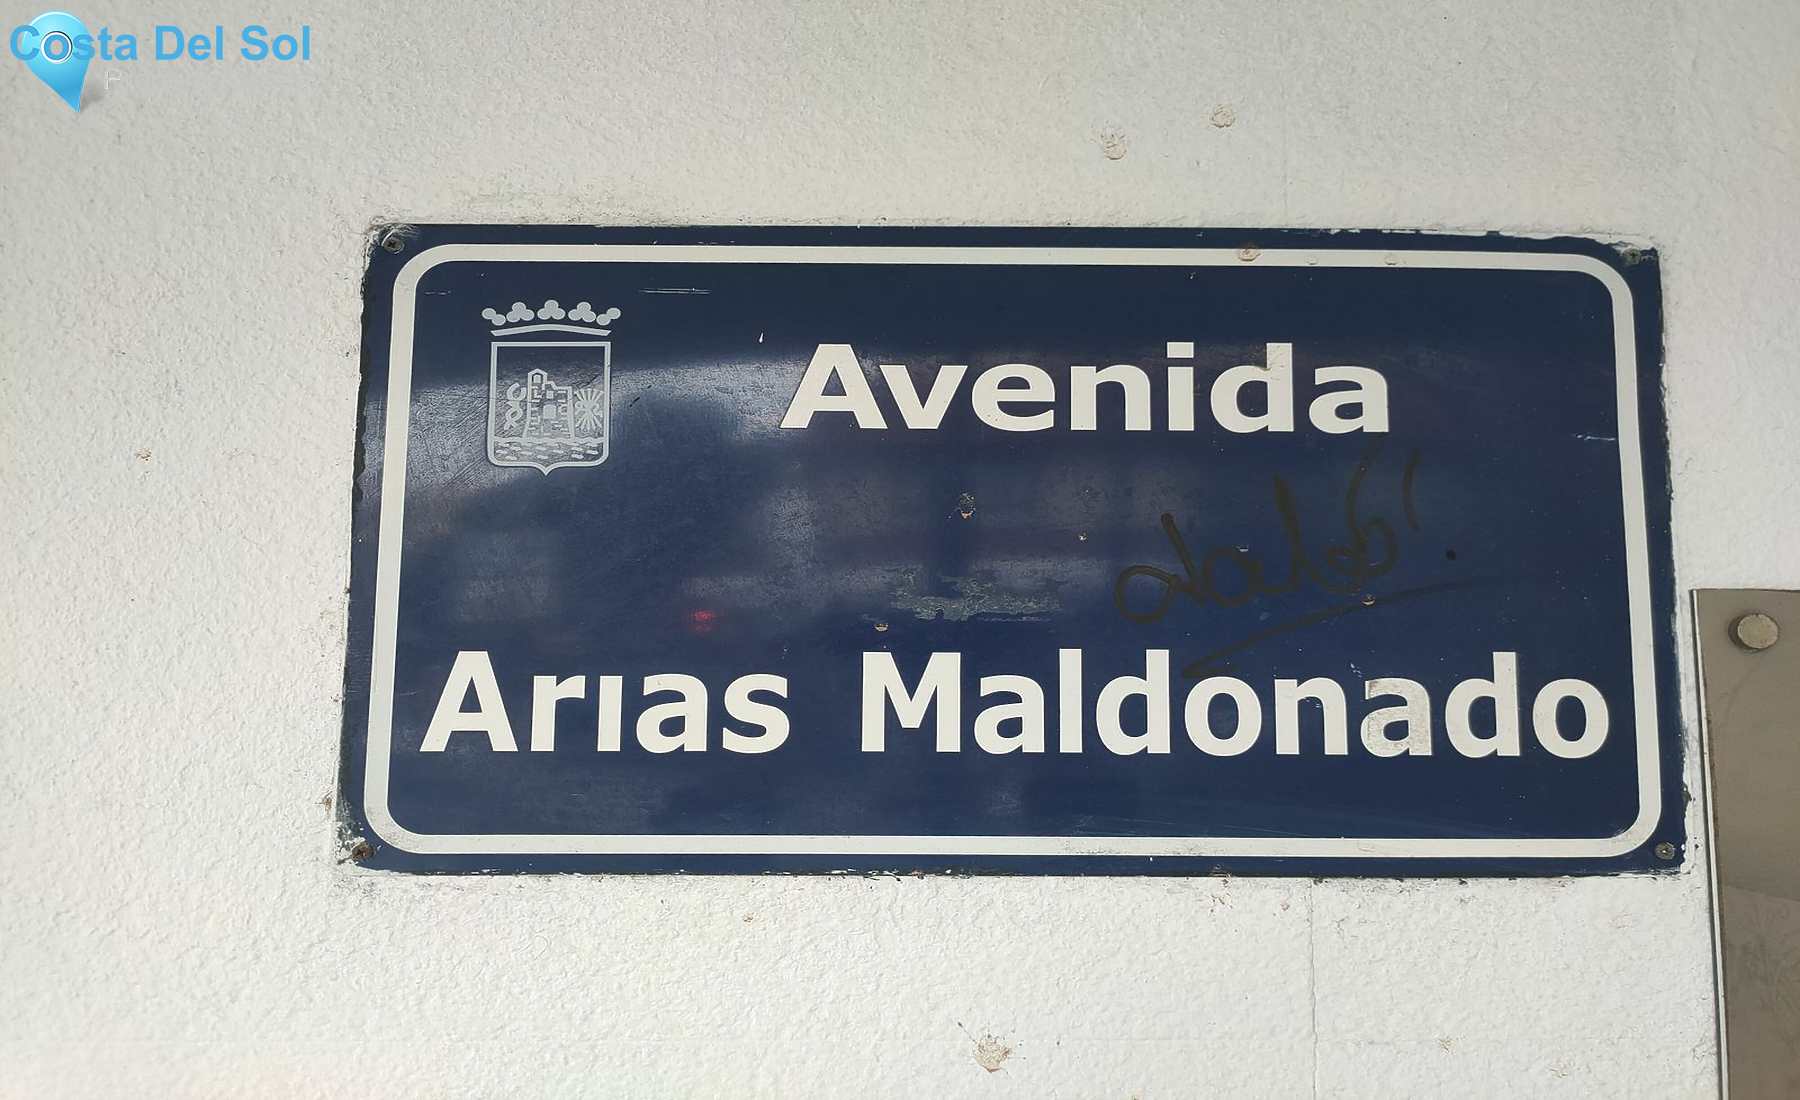 Costa Del Sol
Avenida
Arıas Maldonado